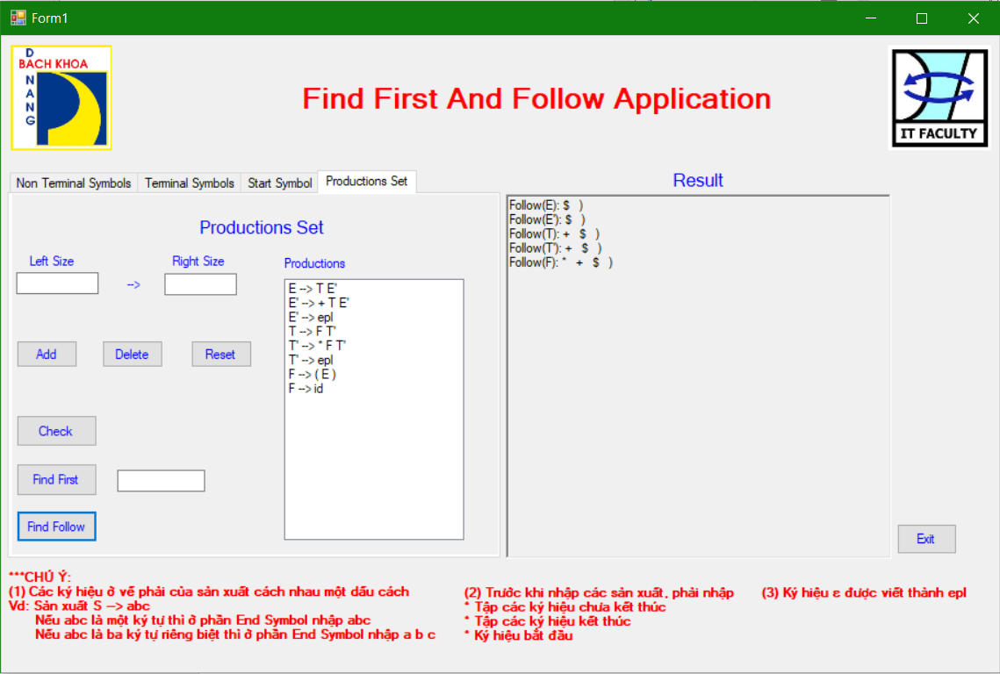 Form1
D
BACH KHOA
N
A
N
G
Find First And Follow Application
IT FACULTY
Non Terminal Symbols
Terminal Symbols
Start Symbol
Productions Set
Productions Set
Left Size
Right Size
-->
Productions
E --> T E'
E' --> + T E'
E' --> epl
T --> F T'
T' --> * F T'
T' --> epl
F --> ( E )
F --> id
Add
Delete
Reset
Check
Find First
Find Follow
Result
Follow(E): $ )
Follow(E'): $ )
Follow(T): + $ )
Follow(T'): + $ )
Follow(F): * + $ )
Exit
***CHÚ Ý:
(1) Các ký hiệu ở vế phải của sản xuất cách nhau một dấu cách
Vd: Sản xuất S --> abc
Nếu abc là một ký tự thì ở phần End Symbol nhập abc
Nếu abc là ba ký tự riêng biệt thì ở phần End Symbol nhập a b c
(2) Trước khi nhập các sản xuất, phải nhập
* Tập các ký hiệu chưa kết thúc
* Tập các ký hiệu kết thúc
* Ký hiệu bắt đầu
(3) Ký hiệu ε được viết thành epl